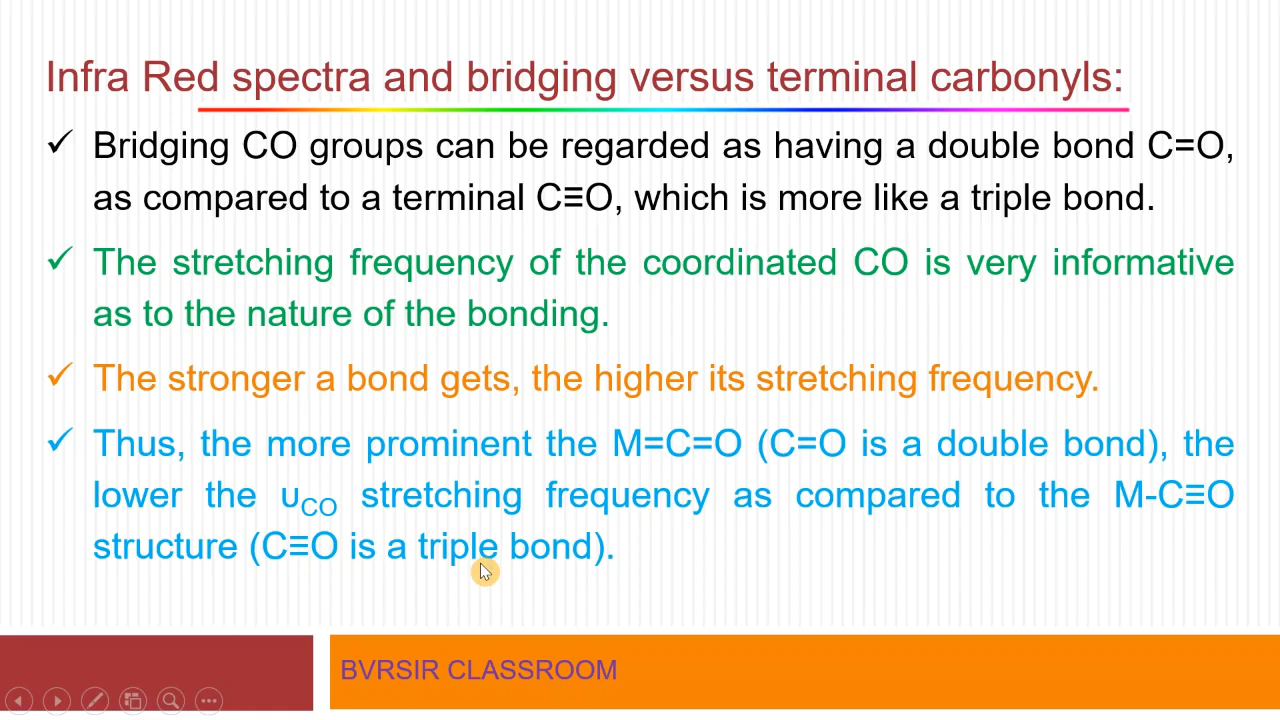 Infra Red spectra and bridging versus terminal carbonyls:
✓ Bridging CO groups can be regarded as having a double bond C=O,
as compared to a terminal C≡O, which is more like a triple bond.
✓ The stretching frequency of the coordinated CO is very informative
as to the nature of the bonding.
✓ The stronger a bond gets, the higher its stretching frequency.
✓ Thus, the more prominent the M=C=O (C=O is a double bond), the
lower the υCO stretching frequency as compared to the M-C≡O
structure (C≡O is a triple bond).
BVRSIR CLASSROOM